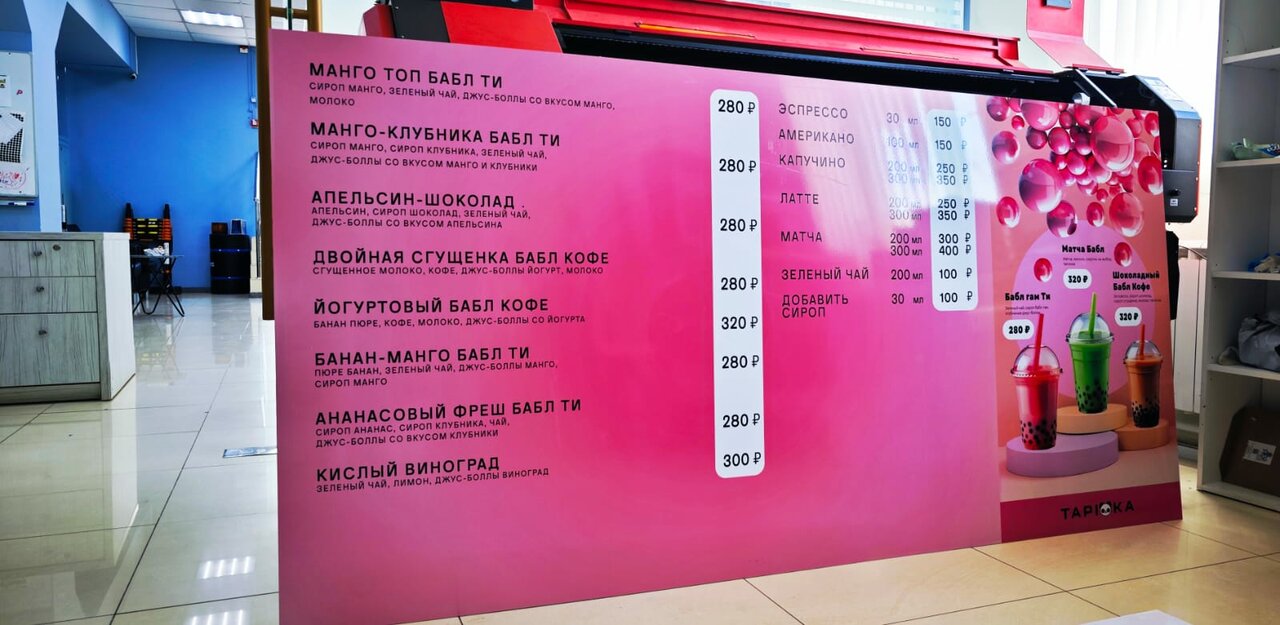 МАНГО ТОП БАБЛ ТИ
СИРОП МАНГО, ЗЕЛЕНЫЙ ЧАЙ, ДЖУС-БОЛЛЫ СО ВКУСОМ МАНГО,
МОЛОКО
280 ₽
МАНГО-КЛУБНИКА БАБЛ ТИ
СИРОП МАНГО, СИРОП КЛУБНИКА, ЗЕЛЕНЫЙ ЧАЙ,
ДЖУС-БОЛЛЫ СО ВКУСОМ МАНГО И КЛУБНИКИ
280 ₽
АПЕЛЬСИН-ШОКОЛАД .
АПЕЛЬСИН, СИРОП ШОКОЛАД, ЗЕЛЕНЫЙ ЧАЙ,
ДЖУС-БОЛЛЫ СО ВКУСОМ АПЕЛЬСИНА
280 ₽
ДВОЙНАЯ СГУЩЕНКА БАБЛ КОФЕ
СГУЩЕННОЕ МОЛОКО, КОФЕ, ДЖУС-БОЛЛЫ ЙОГУРТ, МОЛОКО
280 ₽
ЙОГУРТОВЫЙ БАБЛ КОФЕ
БАНАН ПЮРЕ, КОФЕ, МОЛОКО, ДЖУС-БОЛЛЫ СО ЙОГУРТА
320 ₽
БАНАН-МАНГО БАБЛ ТИ
ПЮРЕ БАНАН, ЗЕЛЕНЫЙ ЧАЙ, ДЖУС-БОЛЛЫ МАНГО,
СИРОП МАНГО
280 ₽
АНАНАСОВЫЙ ФРЕШ БАБЛ ТИ
СИРОП АНАНАС, СИРОП КЛУБНИКА, ЧАЙ,
ДЖУС-БОЛЛЫ СО ВКУСОМ КЛУБНИКИ
280 ₽
КИСЛЫЙ ВИНОГРАД
ЗЕЛЕНЫЙ ЧАЙ, ЛИМОН, ДЖУС-БОЛЛЫ ВИНОГРАД
300 ₽
ЭСПРЕССО 30 мл 150 ₽
АМЕРИКАНО 100 мл 150 ₽
КАПУЧИНО 200 мл 250 ₽
300 мл 350 ₽
ЛАТТЕ 200 мл 250 ₽
300 мл 350 ₽
МАТЧА 200 мл 300 ₽
300 мл 400 ₽
ЗЕЛЕНЫЙ ЧАЙ 200 мл 100 ₽
ДОБАВИТЬ 30 мл 100 ₽
СИРОП
Матча Бабл
320 ₽
Шоколадный
Бабл Кофе
320 ₽
Бабл гам Ти
280 ₽
TAPIOKA